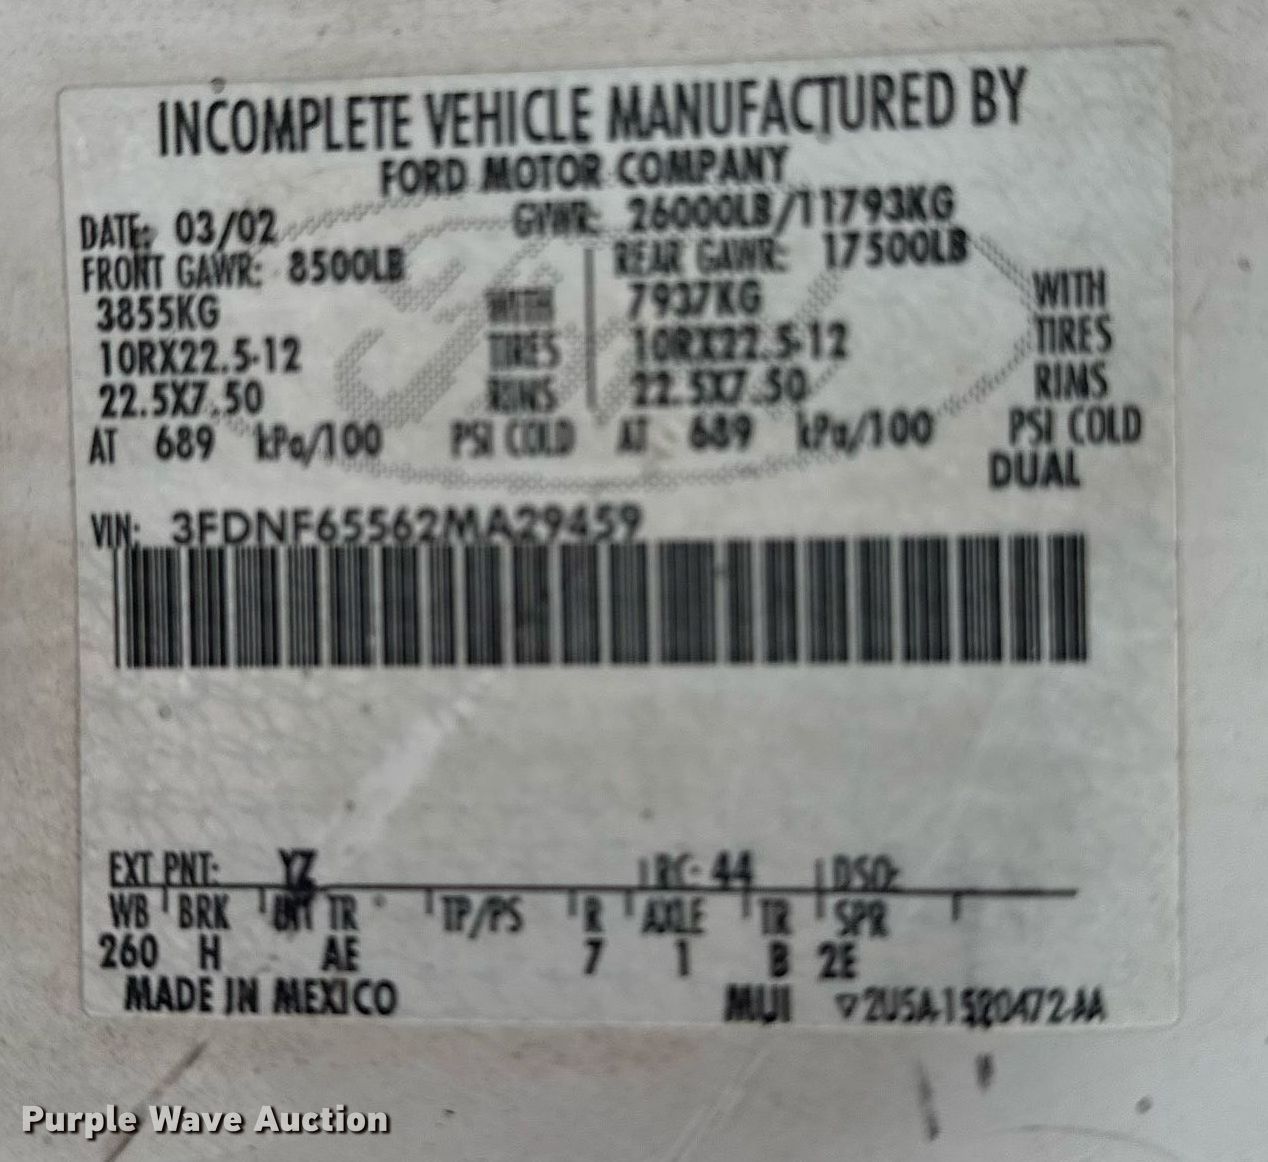 INCOMPLETE VEHICLE MANUFACTURED BY
FORD MOTOR COMPANY
DATE: 03/02 GVWR: 26000LB/11793KG
FRONT GAWR: 8500LB REAR GAWR: 17500LB
3855KG WITH 7937KG WITH
10RX22.5-12 TIRES 10RX22.5-12 TIRES
22.5X7.50 RIMS 22.5X7.50 RIMS
AT 689 kPa/100 PSI COLD AT 689 kPa/100 PSI COLD
DUAL
VIN: 3FDNF65562MA29459
EXT PNT: YZ RC: 44 DSO:
WB BRK INT TR TP/PS R AXLE TR SPR
260 H AE 7 1 B 2E
MADE IN MEXICO MUI ▽2U5A-1520472-AA
Purple Wave Auction